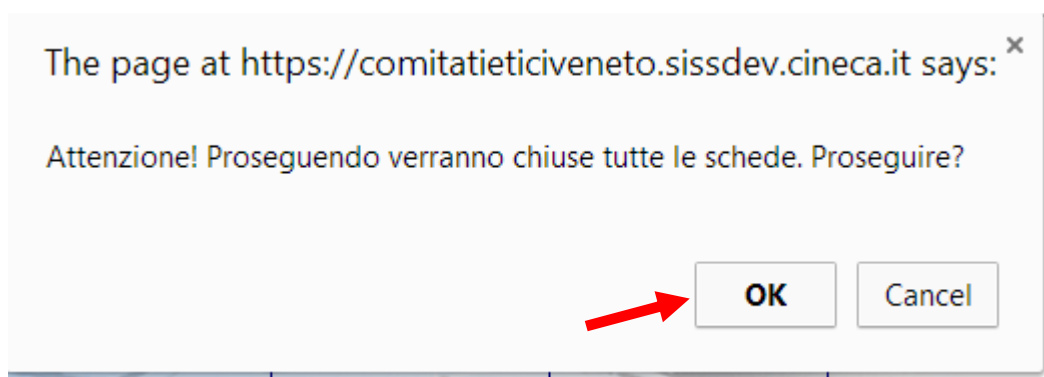 The page at https://comitatieticiveneto.sissdev.cineca.it says:
Attenzione! Proseguendo verranno chiuse tutte le schede. Proseguire?
OK Cancel